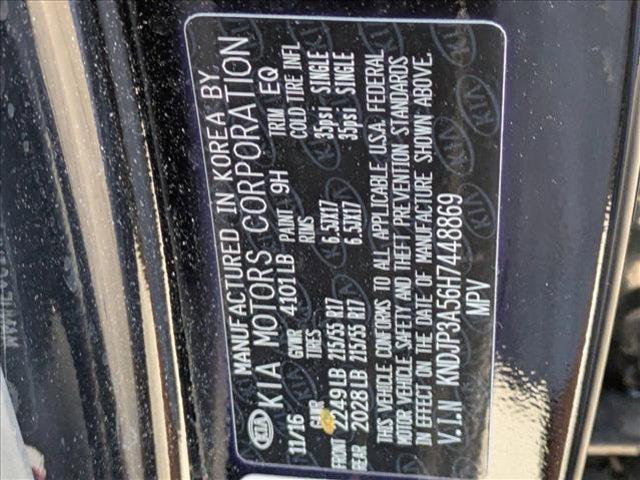 MANUFACTURED IN KOREA BY
KIA MOTORS CORPORATION
11/16 GVWR 4101LB PAINT 9H TRIM EQ
GAWR TIRES RIMS COLD TIRE INFL
FRONT 2249LB 215/55 R17 6.5JX17 35psi SINGLE
REAR 2028LB 215/55 R17 6.5JX17 35psi SINGLE
THIS VEHICLE CONFORMS TO ALL APPLICABLE U.S.A. FEDERAL
MOTOR VEHICLE SAFETY AND THEFT PREVENTION STANDARDS
IN EFFECT ON THE DATE OF MANUFACTURE SHOWN ABOVE.
V.I.N KNDJP3A56H7448869
MPV